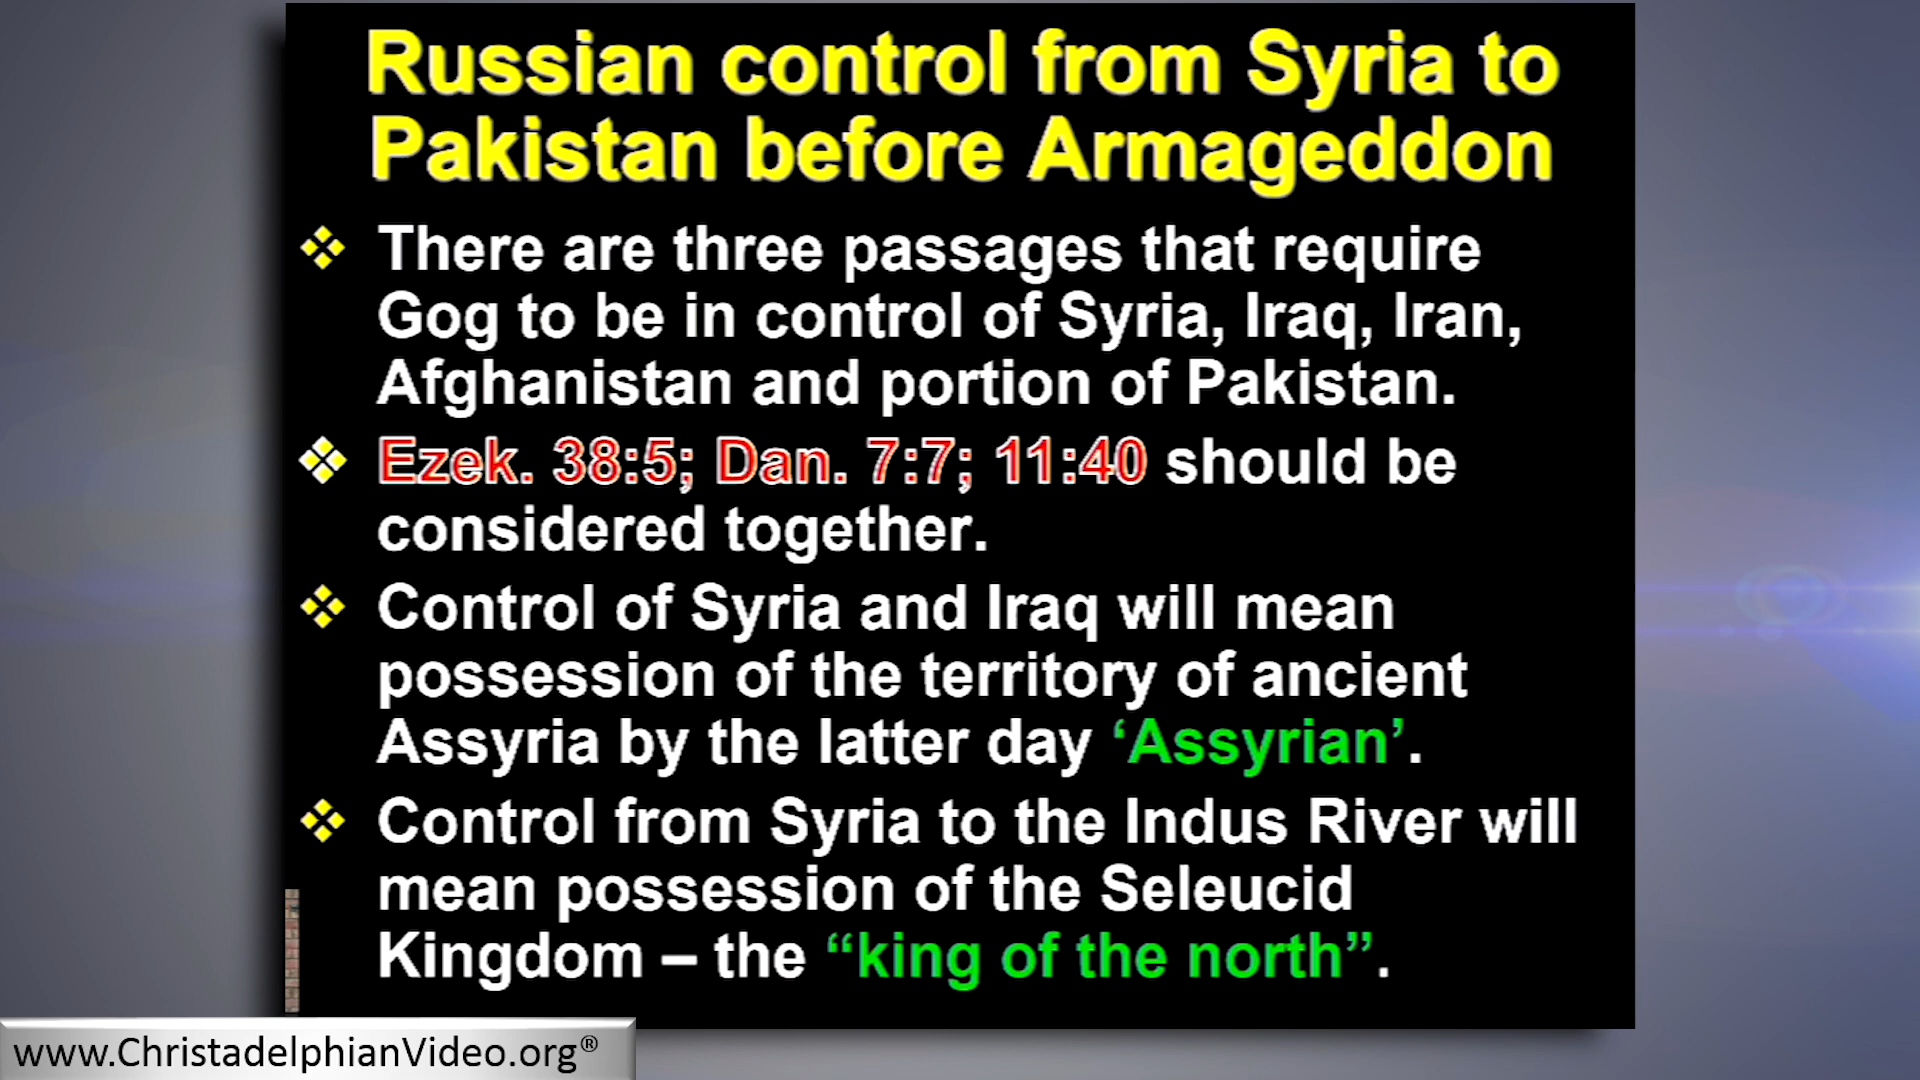 Russian control from Syria to
Pakistan before Armageddon
There are three passages that require
Gog to be in control of Syria, Iraq, Iran,
Afghanistan and portion of Pakistan.
Ezek. 38:5; Dan. 7:7; 11:40 should be
considered together.
Control of Syria and Iraq will mean
possession of the territory of ancient
Assyria by the latter day ‘Assyrian’.
Control from Syria to the Indus River will
mean possession of the Seleucid
Kingdom – the “king of the north”.
www.ChristadelphianVideo.org®